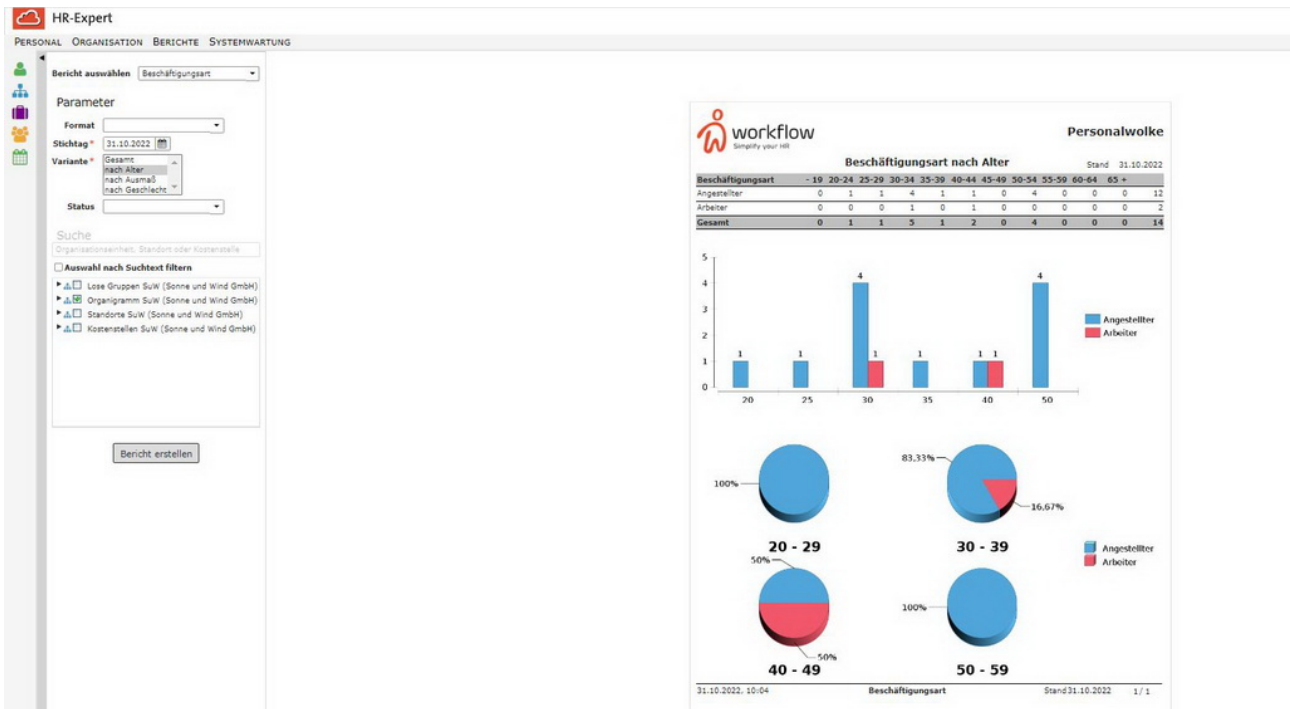 HR-Expert
PERSONAL ORGANISATION BERICHTE SYSTEMWARTUNG
Bericht auswählen Beschäftigungsart
Parameter
Format
Stichtag * 31.10.2022
Variante * Gesamt
nach Alter
nach Ausmaß
nach Geschlecht
Status
Suche
Organisationseinheit, Standort oder Kostenstelle
Auswahl nach Suchtext filtern
Lose Gruppen SuW (Sonne und Wind GmbH)
Organigramm SuW (Sonne und Wind GmbH)
Standorte SuW (Sonne und Wind GmbH)
Kostenstellen SuW (Sonne und Wind GmbH)
Bericht erstellen
workflow
Simplify your HR
Personalwolke
Beschäftigungsart nach Alter
Stand 31.10.2022
Beschäftigungsart - 19 20-24 25-29 30-34 35-39 40-44 45-49 50-54 55-59 60-64 65 +
Angestellter 0 1 1 4 1 1 0 4 0 0 0 12
Arbeiter 0 0 0 1 0 1 0 0 0 0 0 2
Gesamt 0 1 1 5 1 2 0 4 0 0 0 14
5
4
3
2
1
0
1 1 4 1 1 1 1 4
20 25 30 35 40 50
Angestellter
Arbeiter
100%
20 - 29
83,33%
16,67%
30 - 39
Angestellter
Arbeiter
50%
50%
40 - 49
100%
50 - 59
31.10.2022, 10:04 Beschäftigungsart Stand 31.10.2022 1 / 1